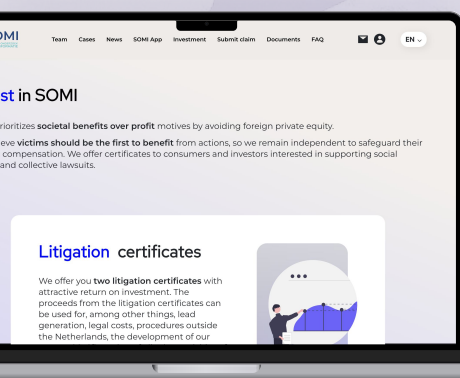 OMI
Team Cases News SOMI App Investment Submit claim Documents FAQ EN
st in SOMI
rioritizes societal benefits over profit motives by avoiding foreign private equity.
eve victims should be the first to benefit from actions, so we remain independent to safeguard their
compensation. We offer certificates to consumers and investors interested in supporting social
and collective lawsuits.
Litigation certificates
We offer you two litigation certificates with
attractive return on investment. The
proceeds from the litigation certificates can
be used for, among other things, lead
generation, legal costs, procedures outside
the Netherlands, the development of our